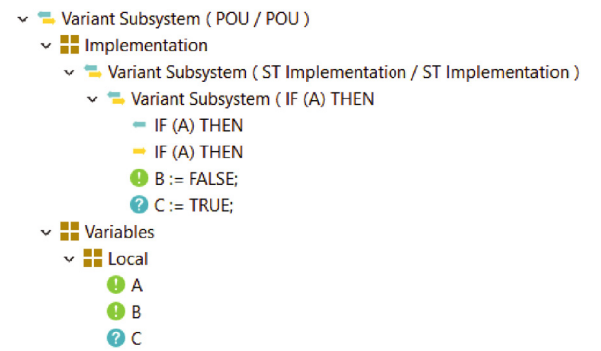 Variant Subsystem ( POU / POU )
Implementation
Variant Subsystem ( ST Implementation / ST Implementation )
Variant Subsystem ( IF (A) THEN
IF (A) THEN
IF (A) THEN
B := FALSE;
C := TRUE;
Variables
Local
A
B
C